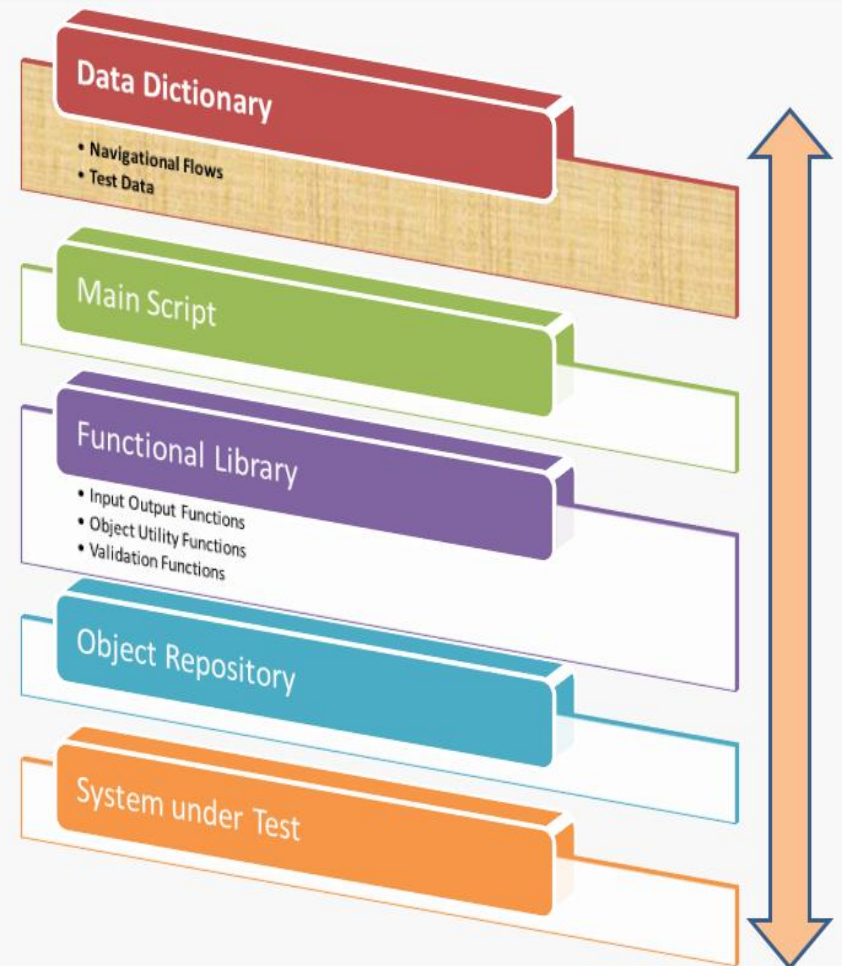 Data Dictionary
• Navigational Flows
• Test Data
Main Script
Functional Library
• Input Output Functions
• Object Utility Functions
• Validation Functions
Object Repository
System under Test